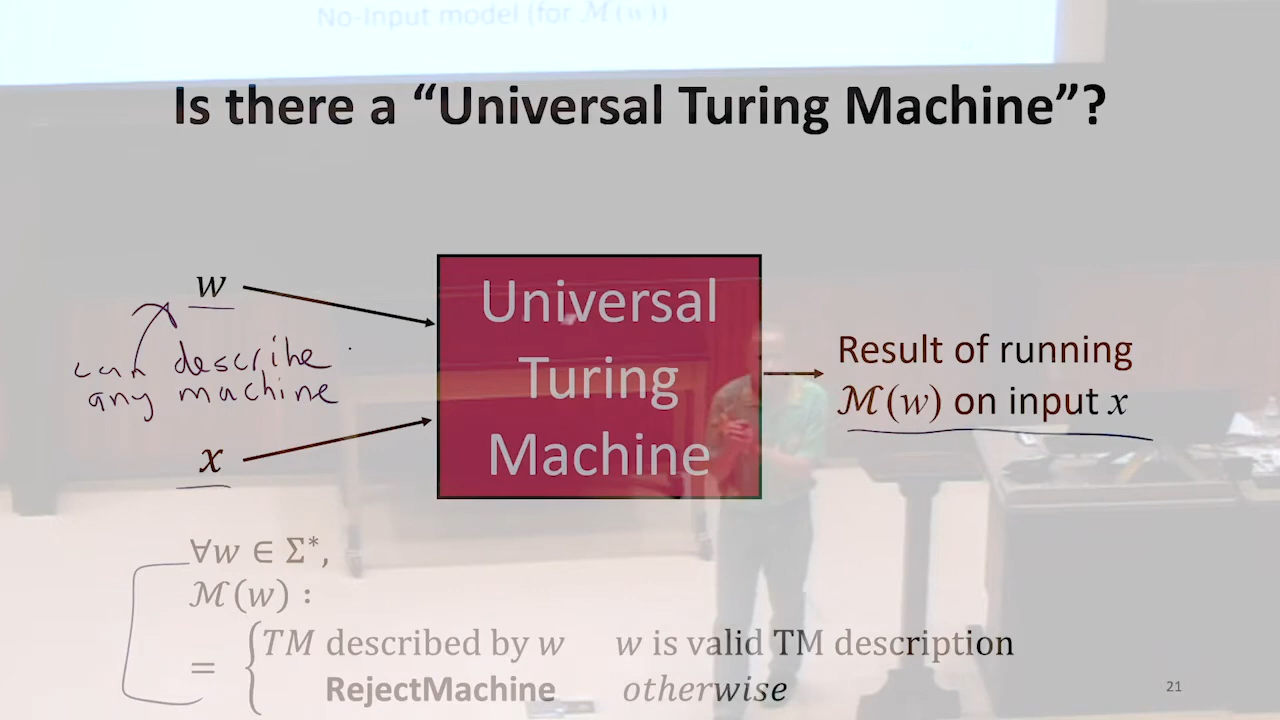 No-Input model (for ℳ(w))
Is there a “Universal Turing Machine”?
w
can describe
any machine
x
Universal
Turing
Machine
Result of running
ℳ(w) on input x
∀w ∈ Σ*,
ℳ(w) :
= { TM described by w w is valid TM description
RejectMachine otherwise
21